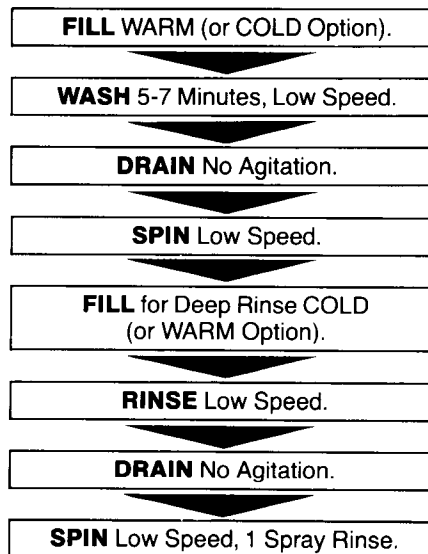 FILL WARM (or COLD Option).
WASH 5-7 Minutes, Low Speed.
DRAIN No Agitation.
SPIN Low Speed.
FILL for Deep Rinse COLD
(or WARM Option).
RINSE Low Speed.
DRAIN No Agitation.
SPIN Low Speed, 1 Spray Rinse.